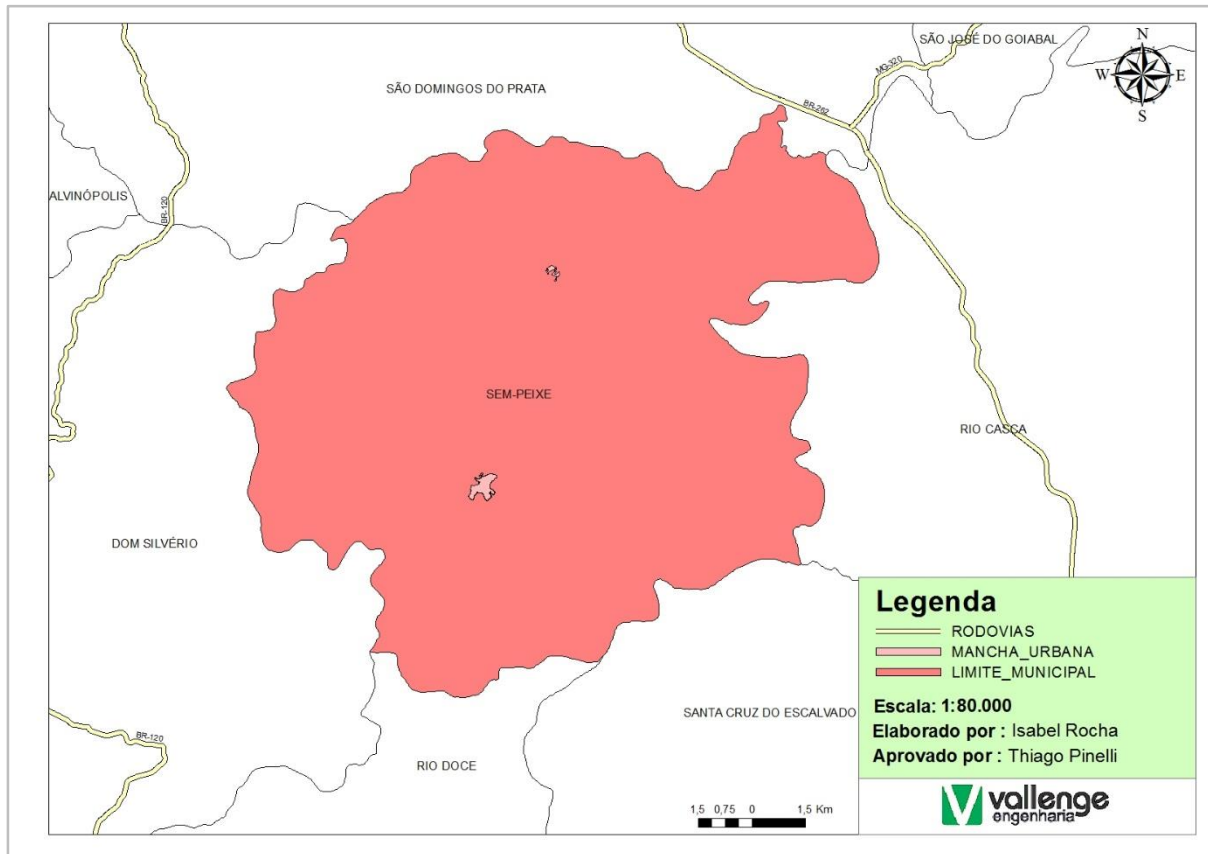 SÃO JOSÉ DO GOIABAL
N
W E
S
MG-320
SÃO DOMINGOS DO PRATA
BR-262
ALVINÓPOLIS
BR-120
SEM-PEIXE
RIO CASCA
DOM SILVÉRIO
SANTA CRUZ DO ESCALVADO
BR-120
RIO DOCE
Legenda
RODOVIAS
MANCHA_URBANA
LIMITE_MUNICIPAL
Escala: 1:80.000
Elaborado por : Isabel Rocha
Aprovado por : Thiago Pinelli
1,5 0,75 0 1,5 Km
vallenge
engenharia